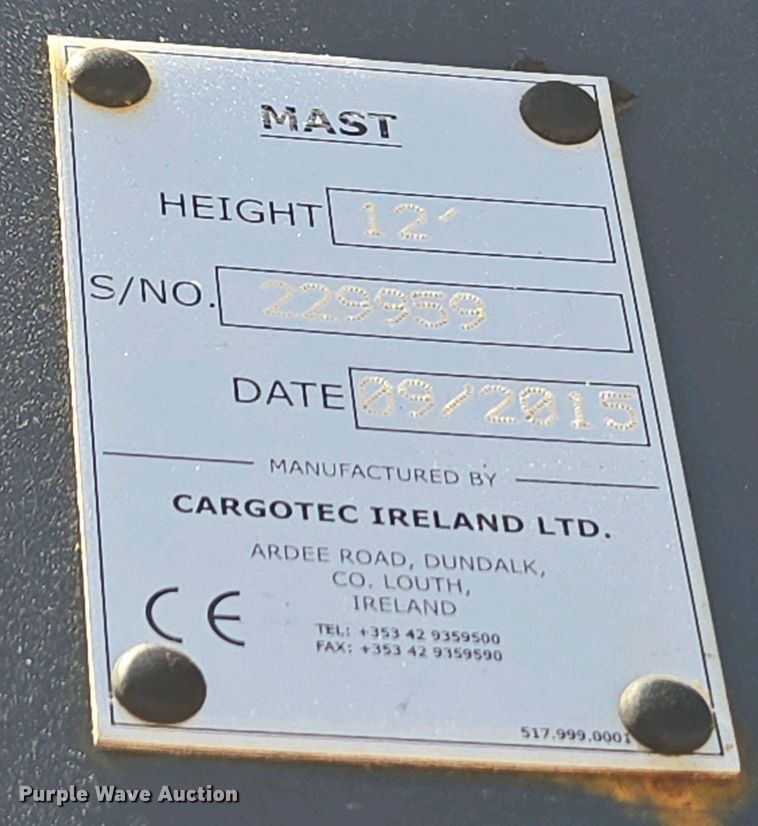 MAST
HEIGHT 12'
S/NO. 229959
DATE 09/2015
MANUFACTURED BY
CARGOTEC IRELAND LTD.
ARDEE ROAD, DUNDALK,
CO. LOUTH,
IRELAND
CE
TEL: +353 42 9359500
FAX: +353 42 9359590
517.999.0001
Purple Wave Auction